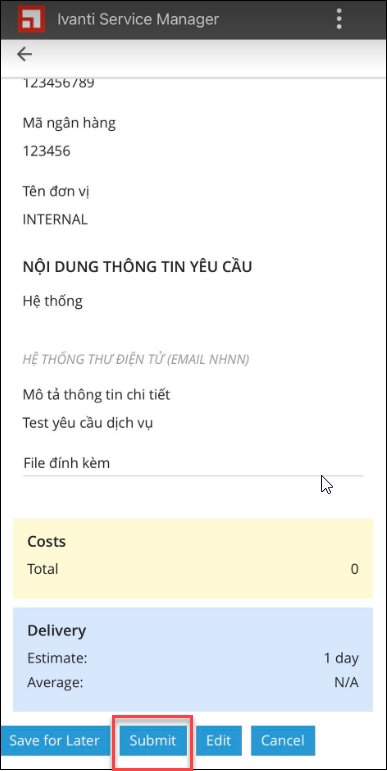 Ivanti Service Manager
123456789
Mã ngân hàng
123456
Tên đơn vị
INTERNAL
NỘI DUNG THÔNG TIN YÊU CẦU
Hệ thống
HỆ THỐNG THƯ ĐIỆN TỬ (EMAIL NHNN)
Mô tả thông tin chi tiết
Test yêu cầu dịch vụ
File đính kèm
Costs
Total 0
Delivery
Estimate: 1 day
Average: N/A
Save for Later Submit Edit Cancel